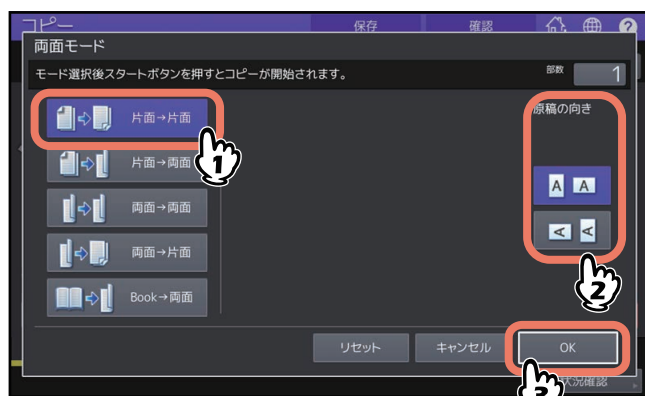 コピー 保存 確認 ?
両面モード
モード選択後スタートボタンを押すとコピーが開始されます。 部数 1
片面→片面
片面→両面
両面→両面
両面→片面
Book→両面
原稿の向き
A A
A A
1
2
3
リセット キャンセル OK
状況確認